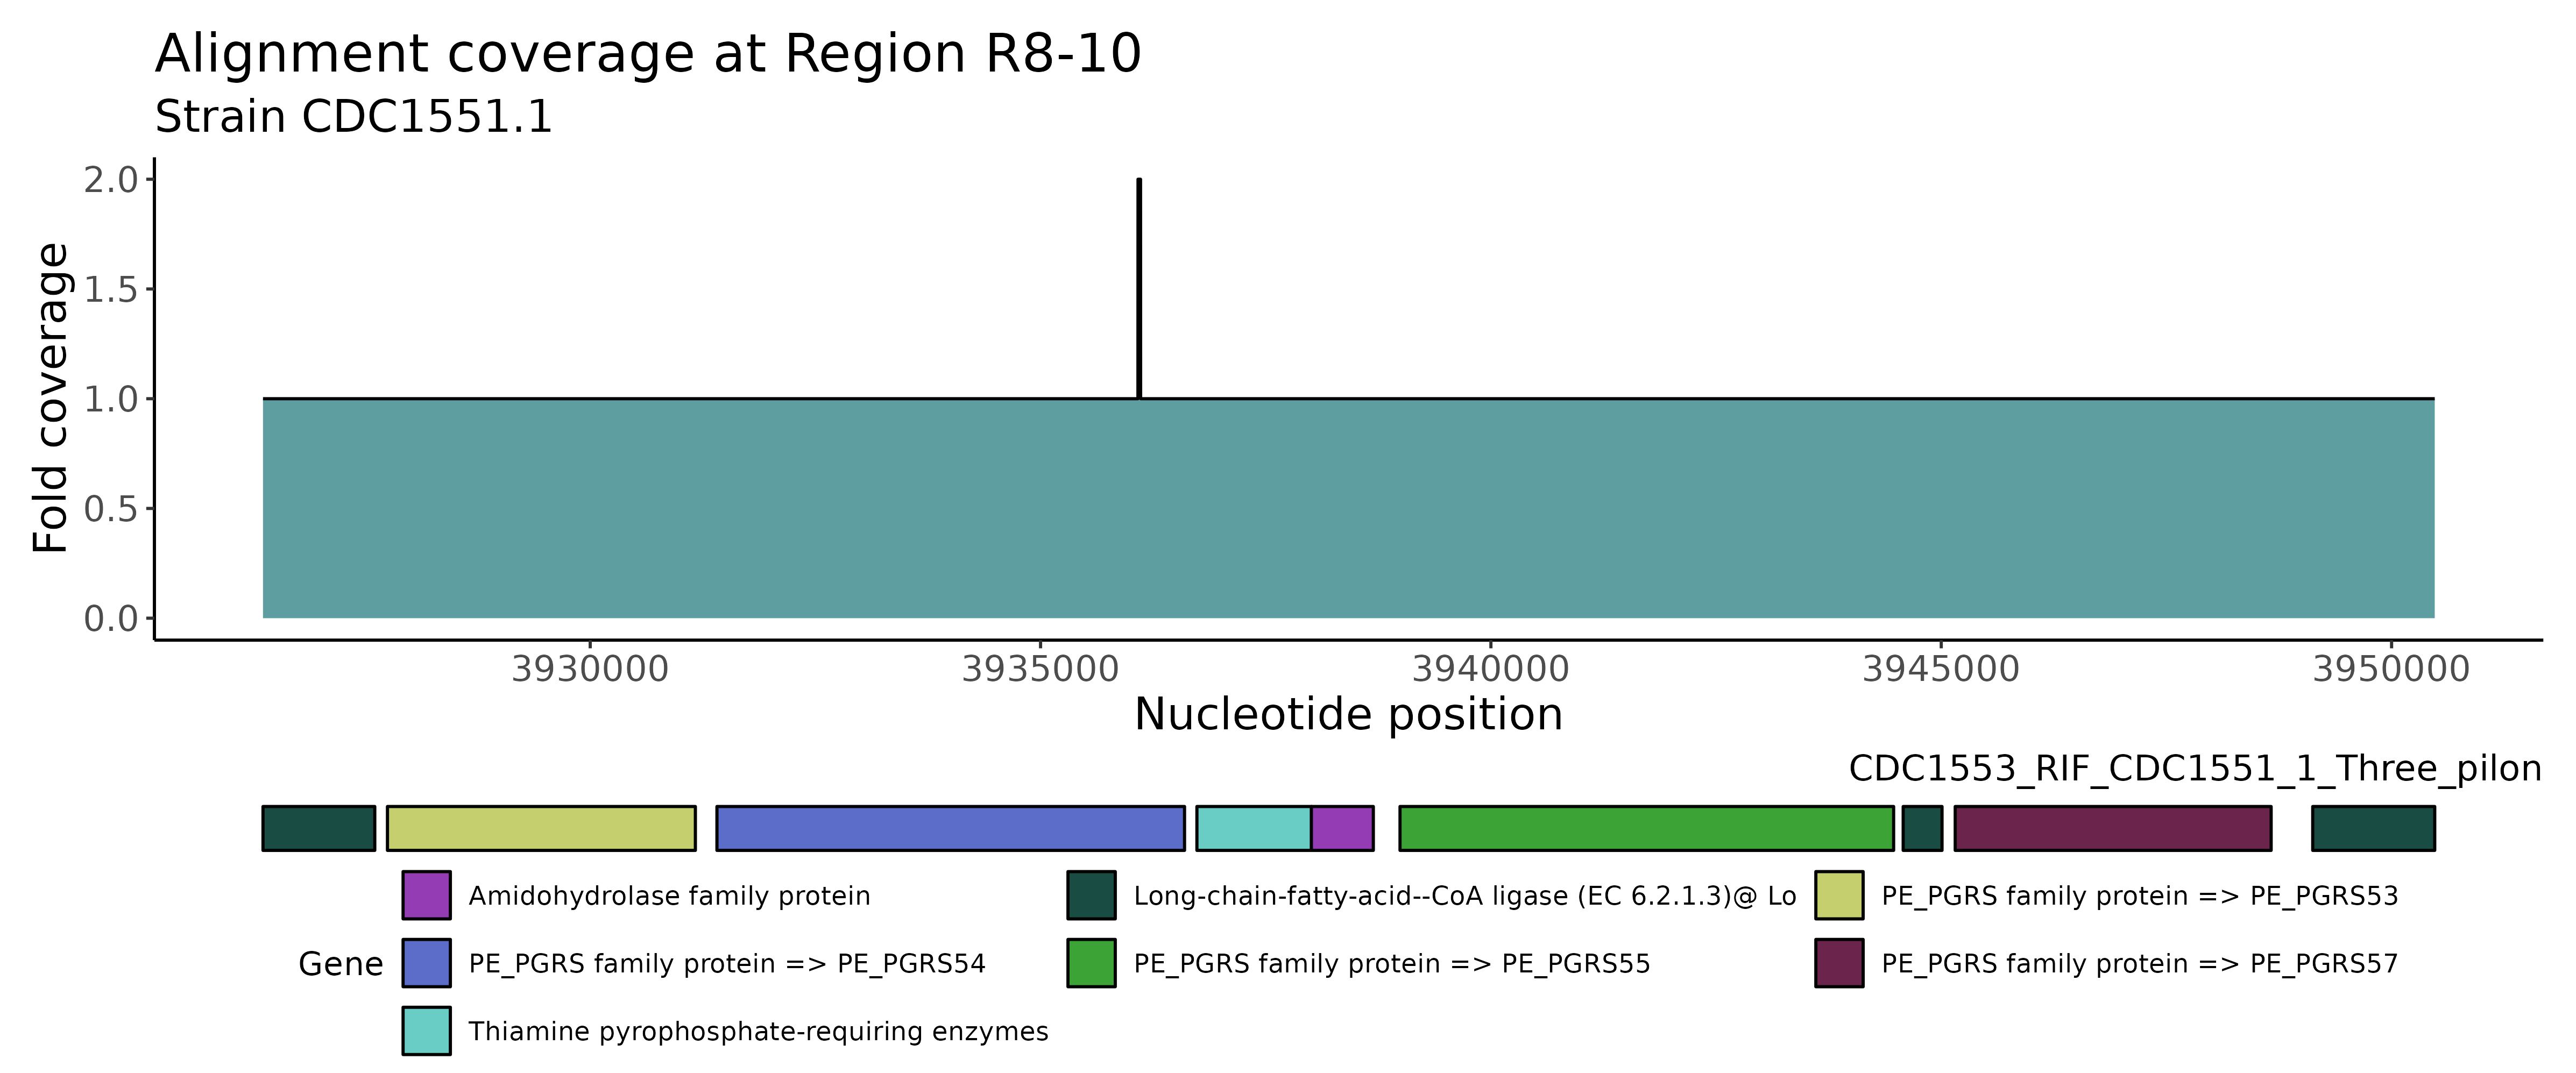 Alignment coverage at Region R8-10
Strain CDC1551.1
Fold coverage
2.0
1.5
1.0
0.5
0.0
3930000 3935000 3940000 3945000 3950000
Nucleotide position
CDC1553_RIF_CDC1551_1_Three_pilon
Gene
Amidohydrolase family protein
Long-chain-fatty-acid--CoA ligase (EC 6.2.1.3)@ Lo
PE_PGRS family protein => PE_PGRS53
PE_PGRS family protein => PE_PGRS54
PE_PGRS family protein => PE_PGRS55
PE_PGRS family protein => PE_PGRS57
Thiamine pyrophosphate-requiring enzymes